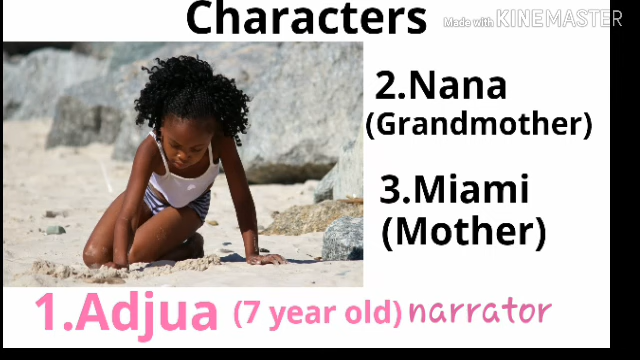 Characters
Made with KINEMASTER
2.Nana
(Grandmother)
3.Miami
(Mother)
1.Adjua (7 year old) narrator